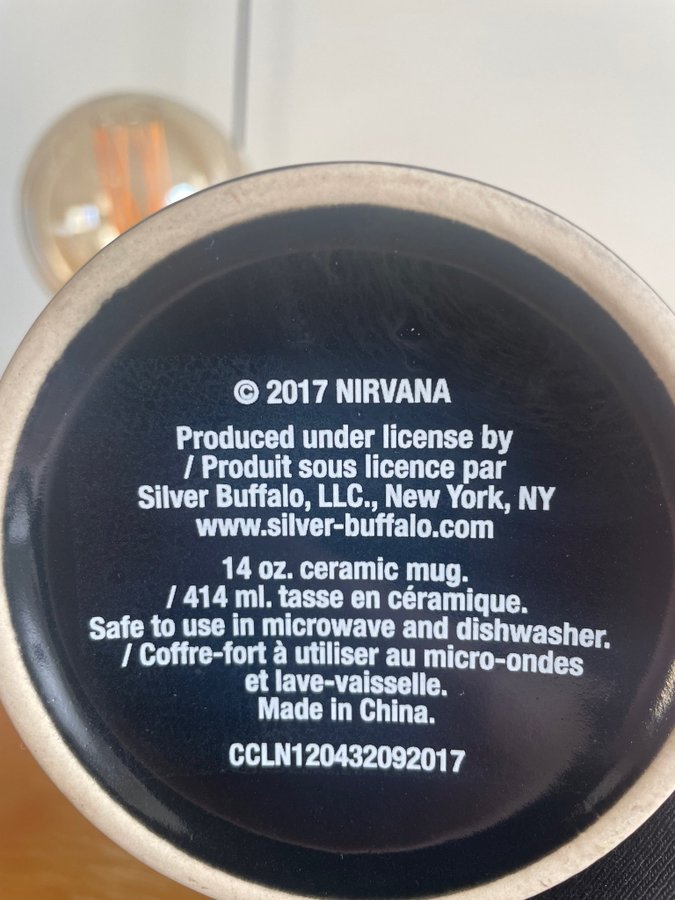 © 2017 NIRVANA
Produced under license by
/ Produit sous licence par
Silver Buffalo, LLC., New York, NY
www.silver-buffalo.com
14 oz. ceramic mug.
/ 414 ml. tasse en céramique.
Safe to use in microwave and dishwasher.
/ Coffre-fort à utiliser au micro-ondes
et lave-vaisselle.
Made in China.
CCLN120432092017